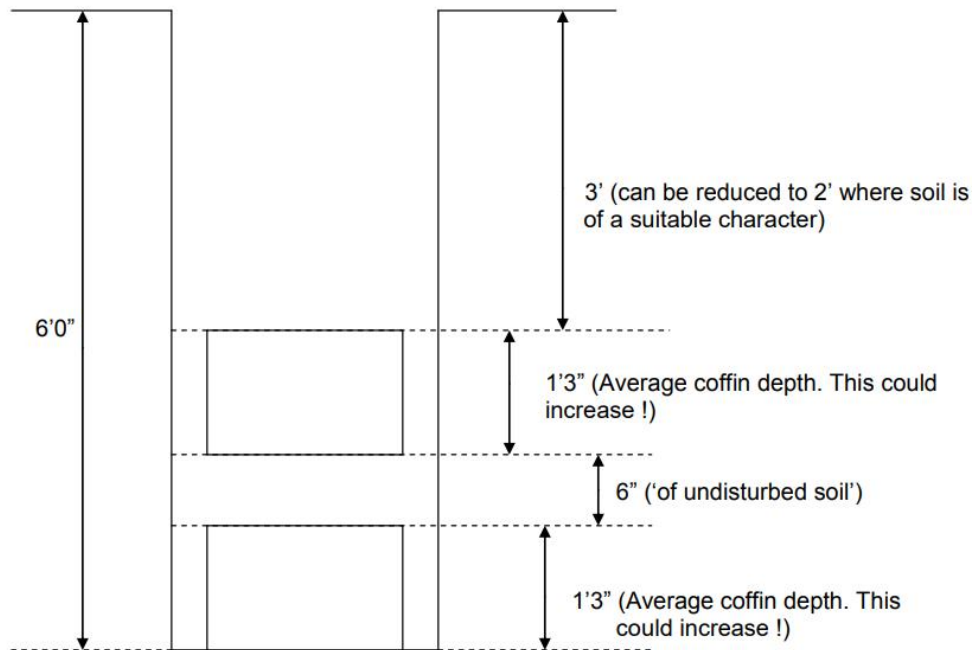 3’ (can be reduced to 2’ where soil is
of a suitable character)
6’0”
1’3” (Average coffin depth. This could
increase !)
6” (‘of undisturbed soil’)
1’3” (Average coffin depth. This
could increase !)